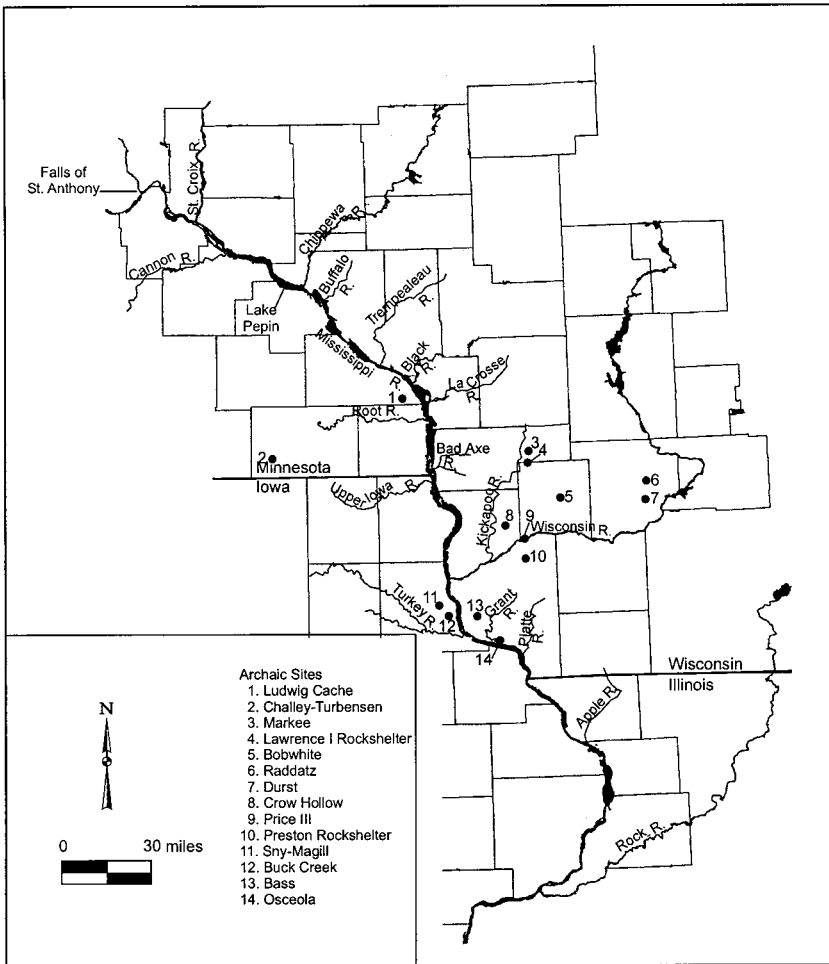 Falls of
St. Anthony
St. Croix R.
Cannon R.
Chippewa R.
Lake
Pepin
Buffalo
R.
Trempealeau
R.
Mississippi
R.
Black
R.
La Crosse
R.
1
Root R.
2
Minnesota
Iowa
Bad Axe
R.
Upper Iowa R.
3
4
5
6
7
Kickapoo R.
8
9
Wisconsin R.
10
11
Turkey R.
12
13
Grant
R.
Platte
R.
14
Wisconsin
Illinois
Apple R.
Rock R.
N
0 30 miles
Archaic Sites
1. Ludwig Cache
2. Challey-Turbensen
3. Markee
4. Lawrence I Rockshelter
5. Bobwhite
6. Raddatz
7. Durst
8. Crow Hollow
9. Price III
10. Preston Rockshelter
11. Sny-Magill
12. Buck Creek
13. Bass
14. Osceola